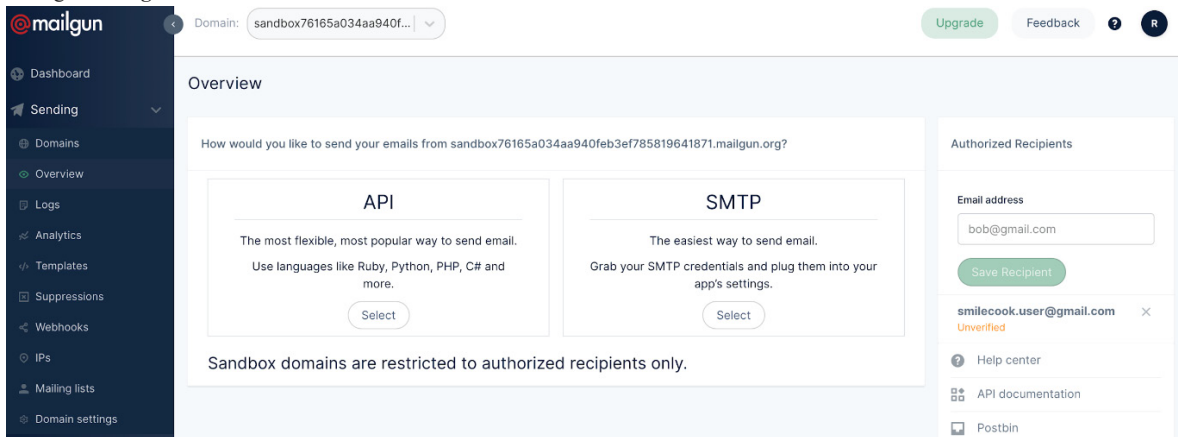 @mailgun
Domain: sandbox76165a034aa940f...
Upgrade
Feedback
?
R
Dashboard
Sending
Domains
Overview
Logs
Analytics
Templates
Suppressions
Webhooks
IPs
Mailing lists
Domain settings
Overview
How would you like to send your emails from sandbox76165a034aa940feb3ef785819641871.mailgun.org?
API
The most flexible, most popular way to send email.
Use languages like Ruby, Python, PHP, C# and
more.
Select
SMTP
The easiest way to send email.
Grab your SMTP credentials and plug them into your
app's settings.
Select
Sandbox domains are restricted to authorized recipients only.
Authorized Recipients
Email address
bob@gmail.com
Save Recipient
smilecook.user@gmail.com
Unverified
Help center
API documentation
Postbin